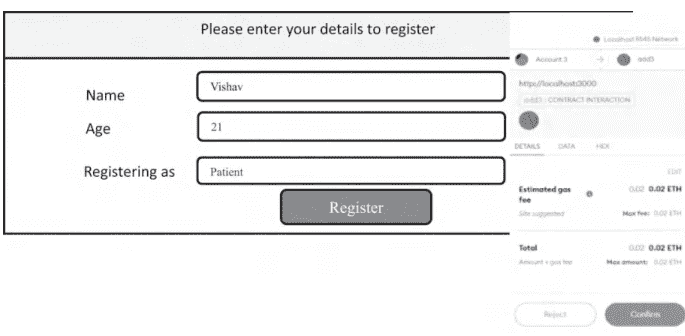 Please enter your details to register
Name
Vishav
Age
21
Registering as
Patient
Register
Localhost 8545 Network
Account 3
http://localhost:3000
CONTRACT INTERACTION
DETAILS DATA HEX
EDIT
Estimated gas fee 0.02 0.02 ETH
Site suggested Max fee: 0.02 ETH
Total 0.02 0.02 ETH
Amount + gas fee Max amount: 0.02 ETH
Reject Confirm